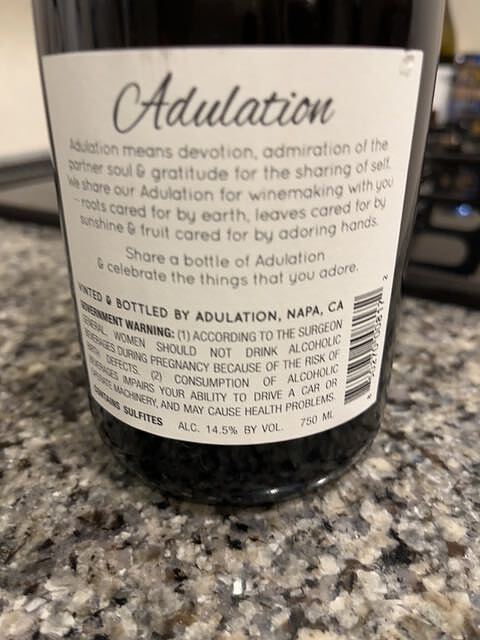 Adulation
Adulation means devotion, admiration of the
partner soul & gratitude for the sharing of self.
We share our Adulation for winemaking with you
– roots cared for by earth, leaves cared for by
sunshine & fruit cared for by adoring hands.
Share a bottle of Adulation
& celebrate the things that you adore.
VINTED & BOTTLED BY ADULATION, NAPA, CA
GOVERNMENT WARNING: (1) ACCORDING TO THE SURGEON
GENERAL, WOMEN SHOULD NOT DRINK ALCOHOLIC
BEVERAGES DURING PREGNANCY BECAUSE OF THE RISK OF
BIRTH DEFECTS. (2) CONSUMPTION OF ALCOHOLIC
BEVERAGES IMPAIRS YOUR ABILITY TO DRIVE A CAR OR
OPERATE MACHINERY, AND MAY CAUSE HEALTH PROBLEMS.
CONTAINS SULFITES ALC. 14.5% BY VOL. 750 ML